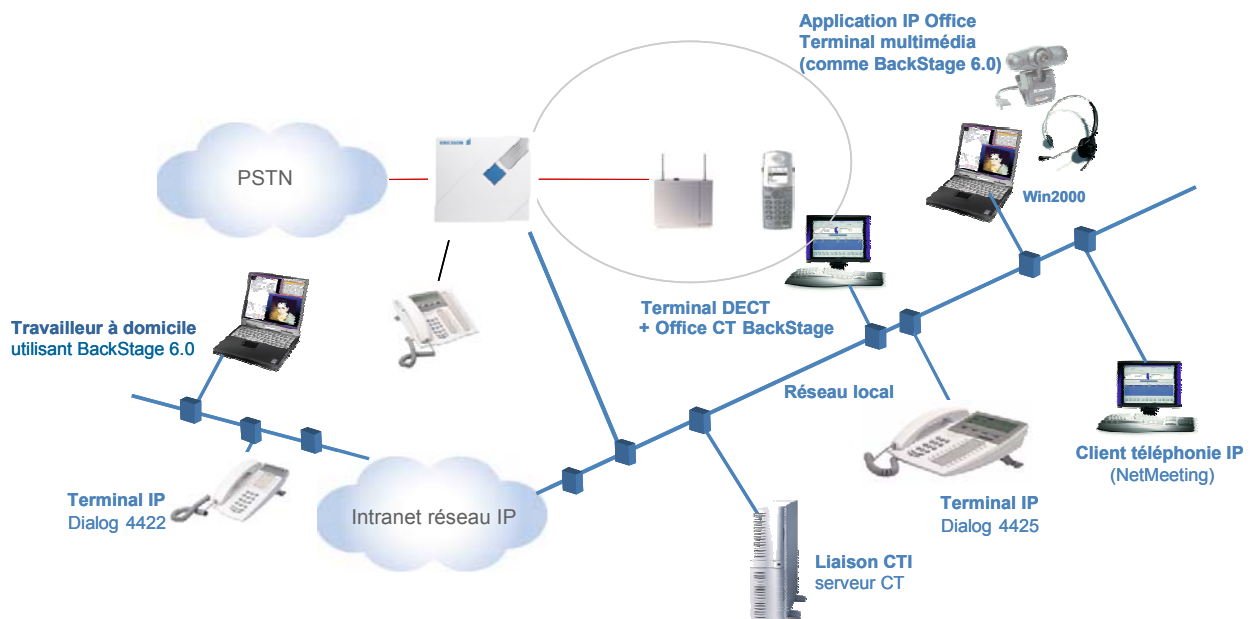 Application IP Office
Terminal multimédia
(comme BackStage 6.0)
PSTN
ERICSSON
Win2000
Terminal DECT
+ Office CT BackStage
Travailleur à domicile
utilisant BackStage 6.0
Réseau local
Client téléphonie IP
(NetMeeting)
Terminal IP
Dialog 4422
Intranet réseau IP
Terminal IP
Dialog 4425
Liaison CTI
serveur CT